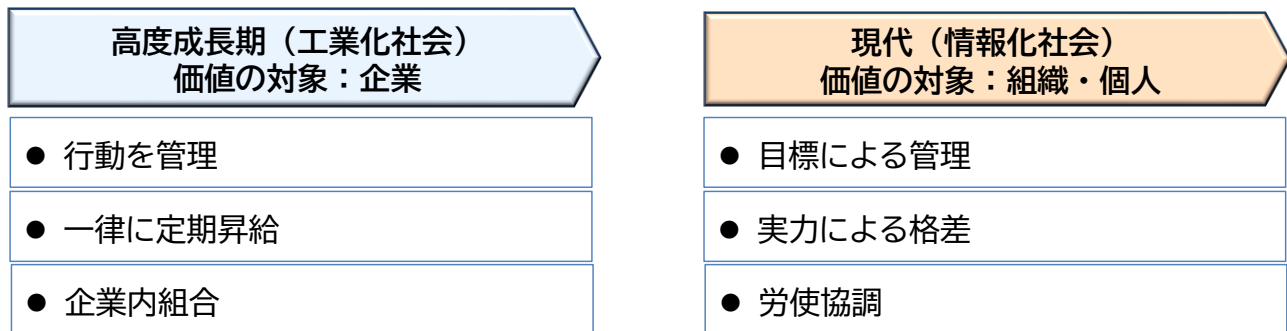 高度成長期（工業化社会）
価値の対象：企業
● 行動を管理
● 一律に定期昇給
● 企業内組合
現代（情報化社会）
価値の対象：組織・個人
● 目標による管理
● 実力による格差
● 労使協調